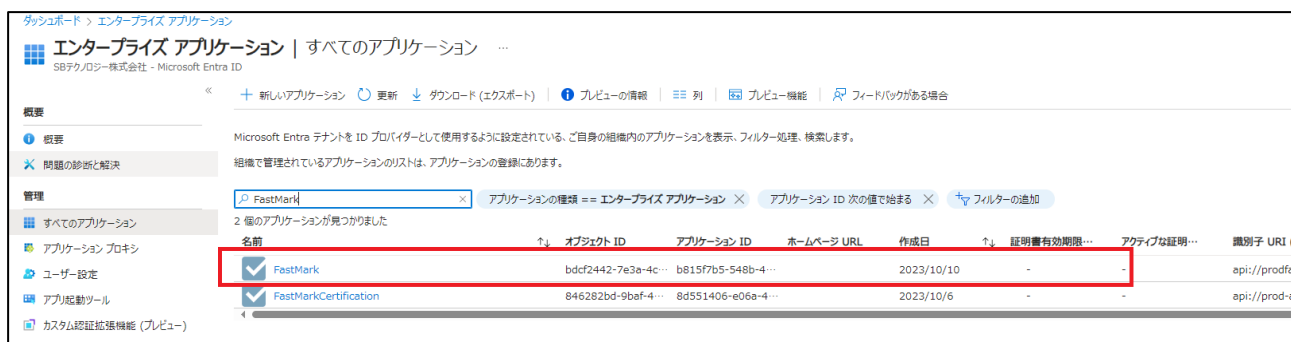 ダッシュボード > エンタープライズ アプリケーション
エンタープライズ アプリケーション | すべてのアプリケーション …
SBテクノロジー株式会社 - Microsoft Entra ID
«
+ 新しいアプリケーション 更新 ダウンロード (エクスポート) プレビューの情報 列 プレビュー機能 フィードバックがある場合
概要
概要
問題の診断と解決
管理
すべてのアプリケーション
アプリケーション プロキシ
ユーザー設定
アプリ起動ツール
カスタム認証拡張機能 (プレビュー)
Microsoft Entra テナントを ID プロバイダーとして使用するように設定されている、ご自身の組織内のアプリケーションを表示、フィルター処理、検索します。
組織で管理されているアプリケーションのリストは、アプリケーションの登録にあります。
FastMark × アプリケーションの種類 == エンタープライズ アプリケーション × アプリケーション ID 次の値で始まる × フィルターの追加
2 個のアプリケーションが見つかりました
名前 ↑↓ オブジェクト ID アプリケーション ID ホームページ URL 作成日 ↑↓ 証明書有効期限… アクティブな証明… 識別子 URI (
FastMark bdcf2442-7e3a-4c… b815f7b5-548b-4… 2023/10/10 - - api://prodfa
FastMarkCertification 846282bd-9baf-4… 8d551406-e06a-4… 2023/10/6 - - api://prod-a